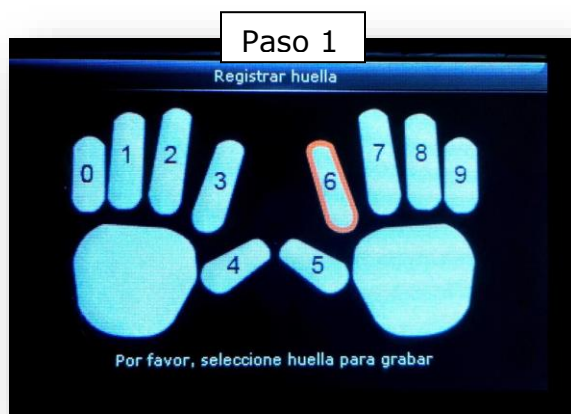 Paso 1
Registrar huella
0 1 2 3 4 5 6 7 8 9
Por favor, seleccione huella para grabar